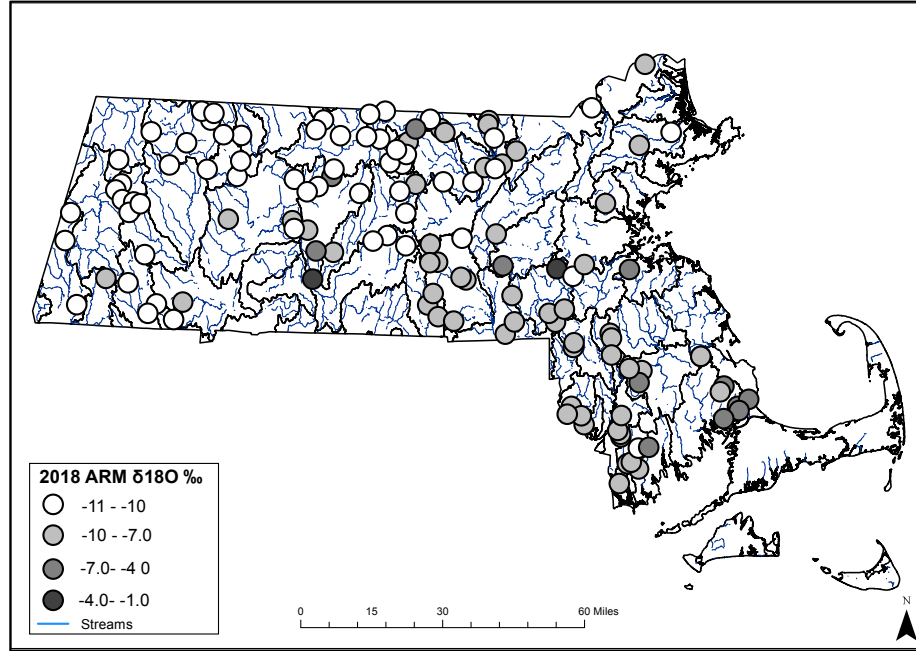 2018 ARM δ18O ‰
-11 - -10
-10 - -7.0
-7.0- -4 0
-4.0- -1.0
Streams
0 15 30 60 Miles
N